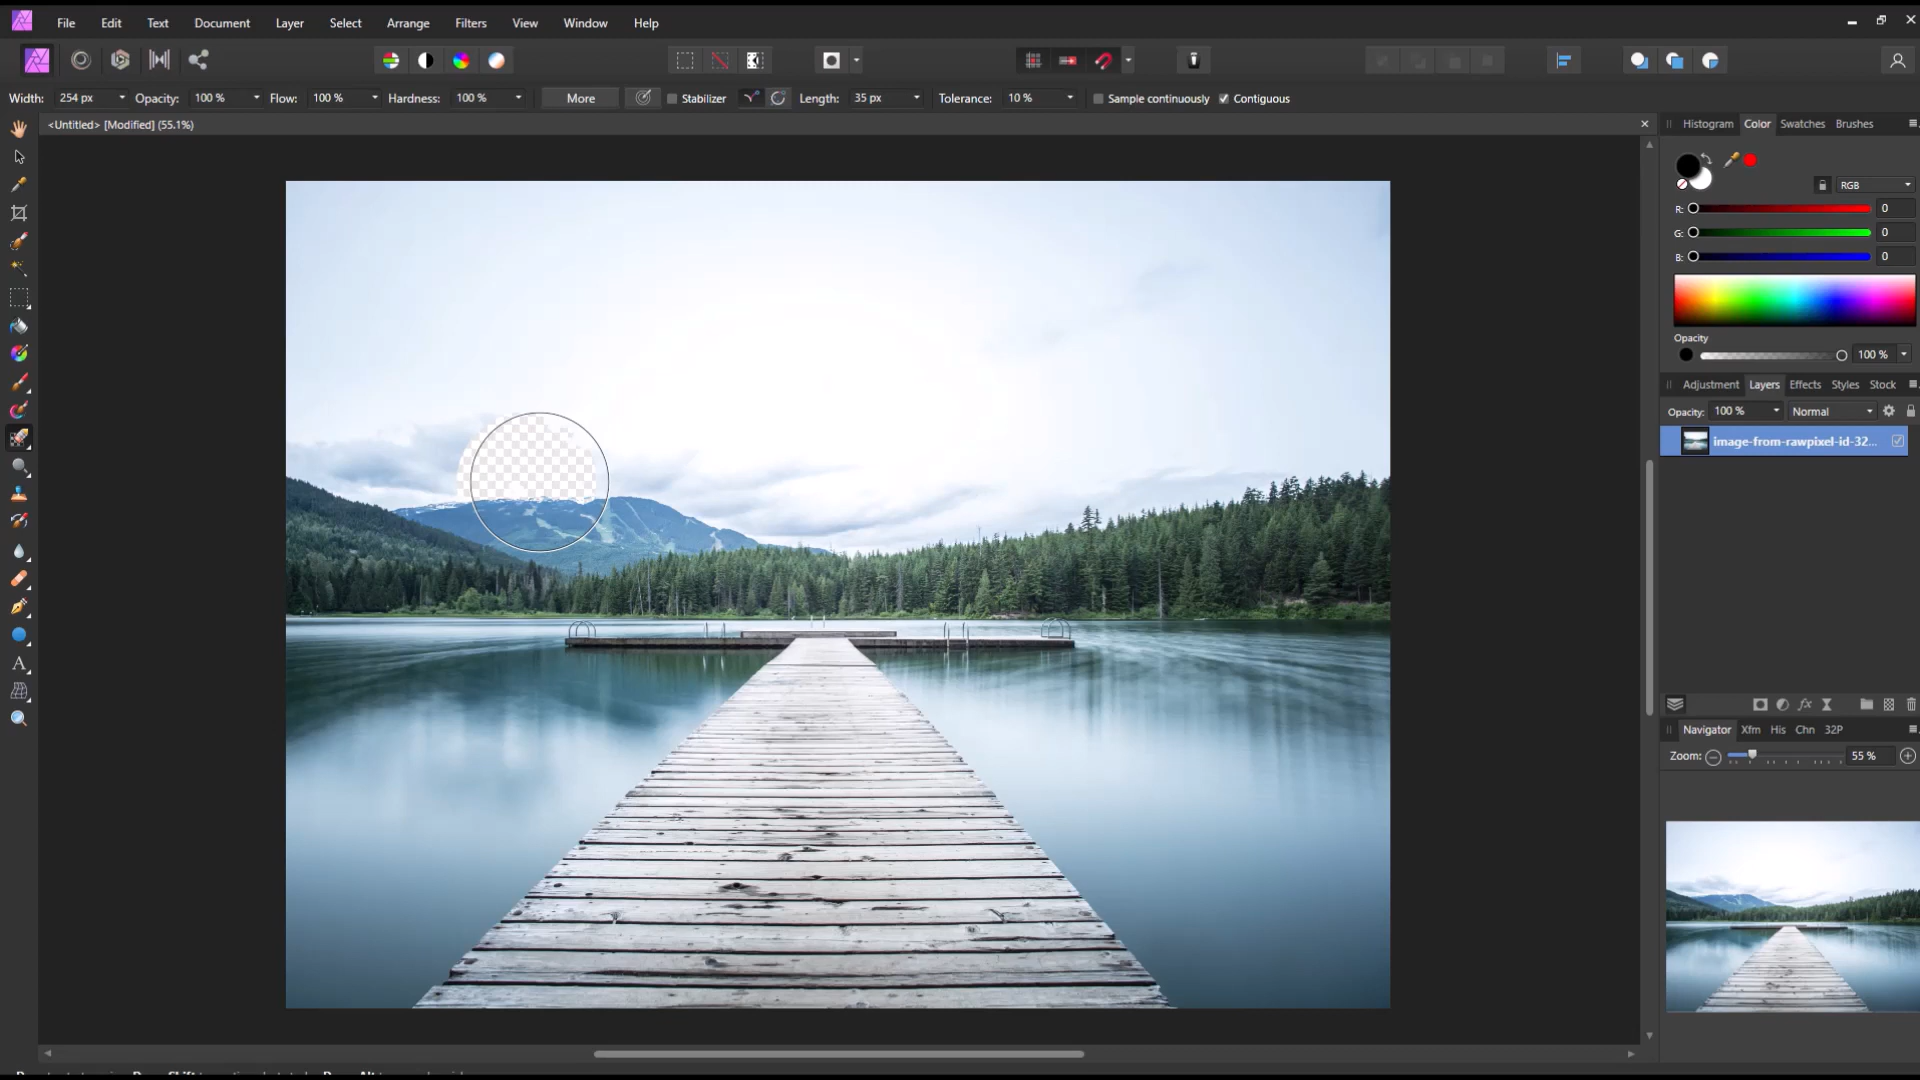 File Edit Text Document Layer Select Arrange Filters View Window Help
Width: 254 px Opacity: 100 % Flow: 100 % Hardness: 100 % More Stabilizer Length: 35 px Tolerance: 10 % Sample continuously Contiguous
<Untitled> [Modified] (55.1%)
Histogram Color Swatches Brushes
RGB
R: 0
G: 0
B: 0
Opacity
100 %
Adjustment Layers Effects Styles Stock
Opacity: 100 % Normal
image-from-rawpixel-id-32...
fx
Navigator Xfm His Chn 32P
Zoom: 55 %
A